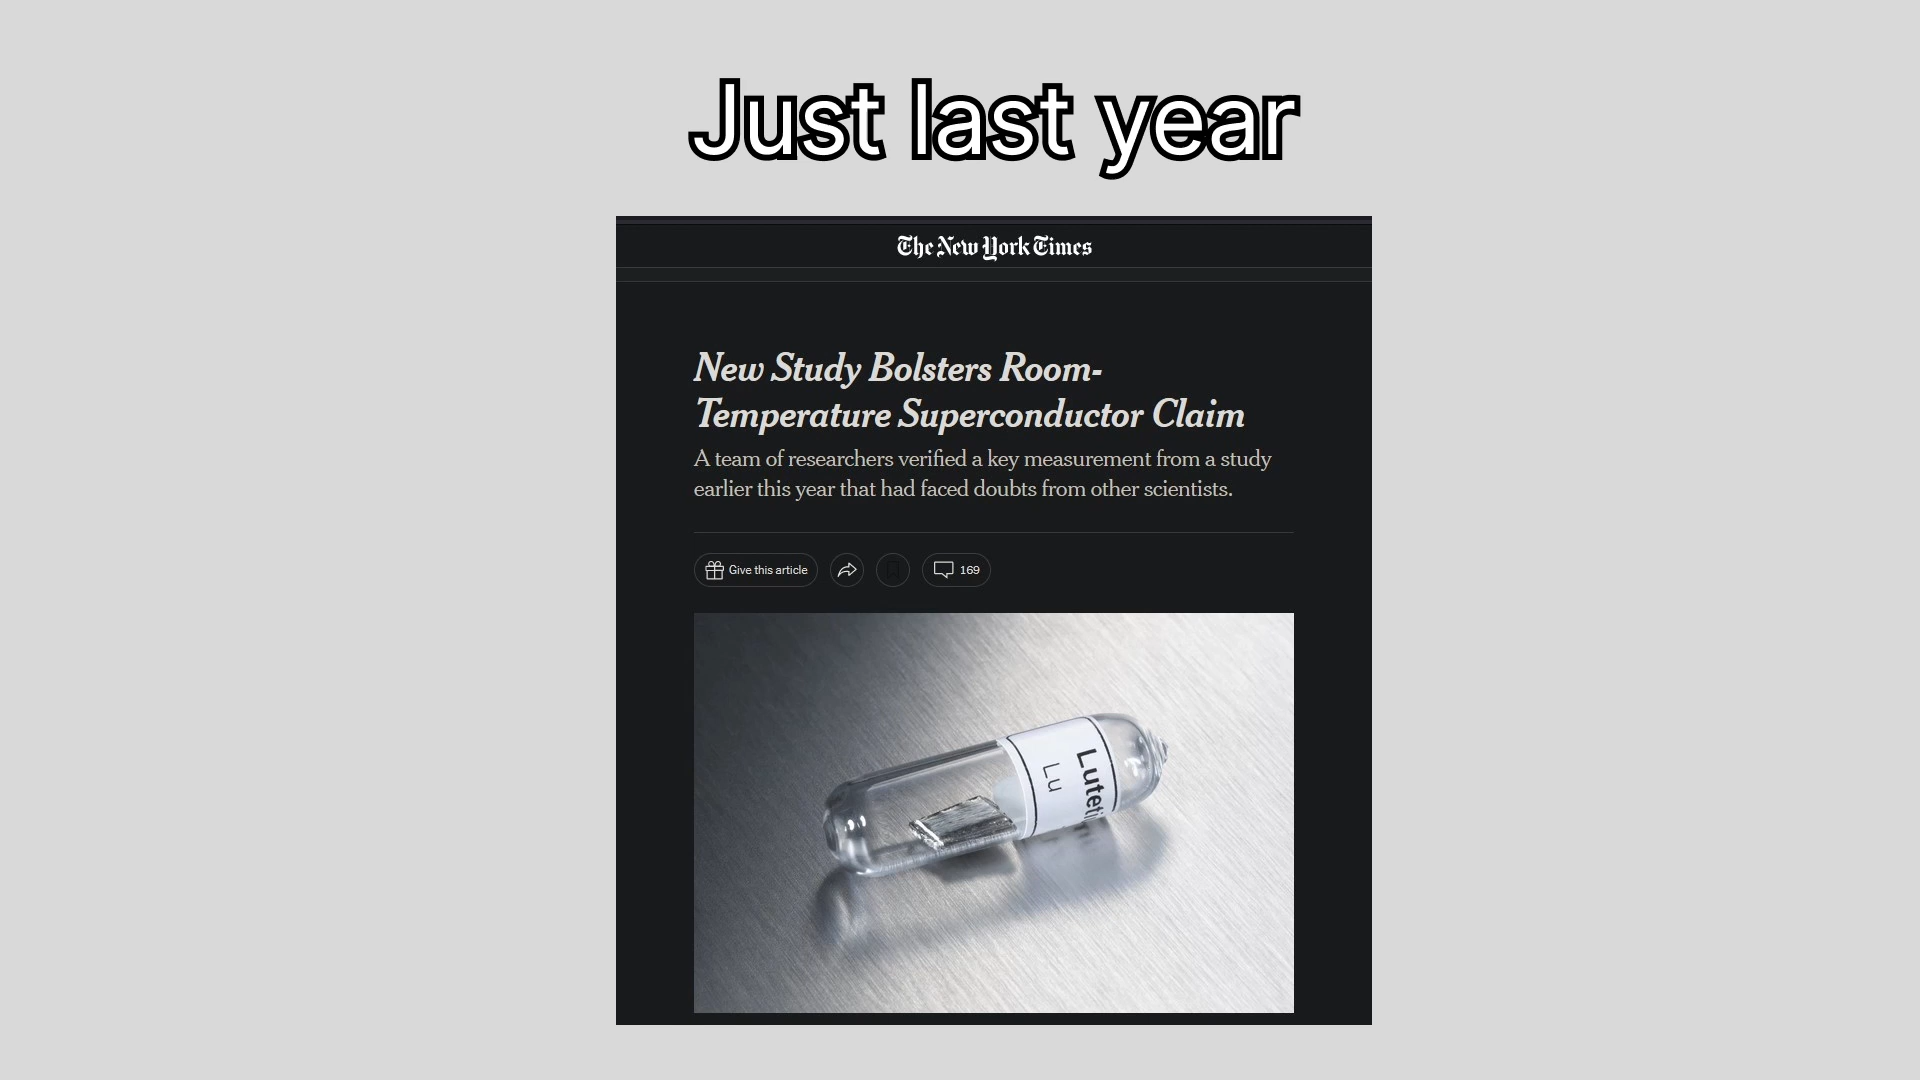 Just last year
The New York Times
New Study Bolsters Room-
Temperature Superconductor Claim
A team of researchers verified a key measurement from a study
earlier this year that had faced doubts from other scientists.
Give this article
169
Lu